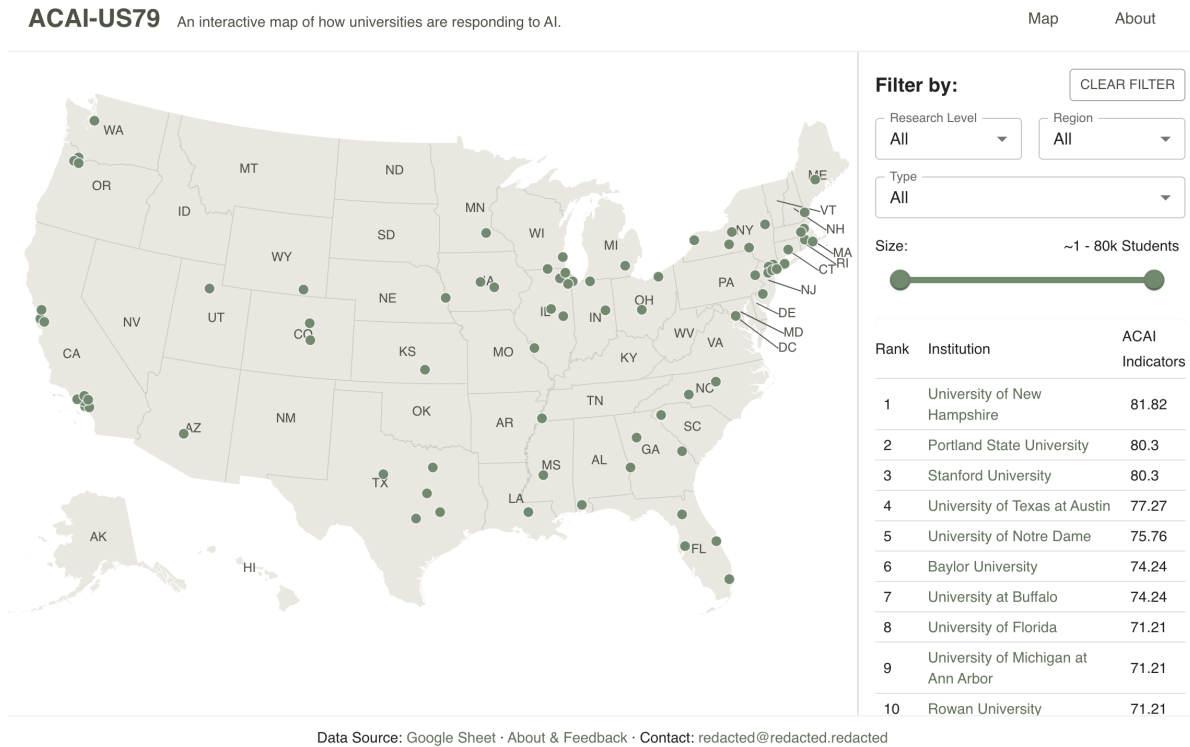 ACAI-US79 An interactive map of how universities are responding to AI. Map About
WA
OR
MT
ND
ID
SD
MN
WI
MI
ME
VT
NH
NY
MA
RI
CT
WY
NE
IA
PA
NJ
NV
UT
CO
IL
IN
OH
DE
MD
DC
CA
KS
MO
KY
WV
VA
AZ
NM
OK
AR
TN
NC
SC
TX
LA
MS
AL
GA
FL
AK
HI
Filter by: CLEAR FILTER
Research Level Region
All All
Type
All
Size: ~1 - 80k Students
ACAI
Rank Institution
Indicators
1 University of New
Hampshire 81.82
2 Portland State University 80.3
3 Stanford University 80.3
4 University of Texas at Austin 77.27
5 University of Notre Dame 75.76
6 Baylor University 74.24
7 University at Buffalo 74.24
8 University of Florida 71.21
9 University of Michigan at
Ann Arbor 71.21
10 Rowan University 71.21
Data Source: Google Sheet · About & Feedback · Contact: redacted@redacted.redacted